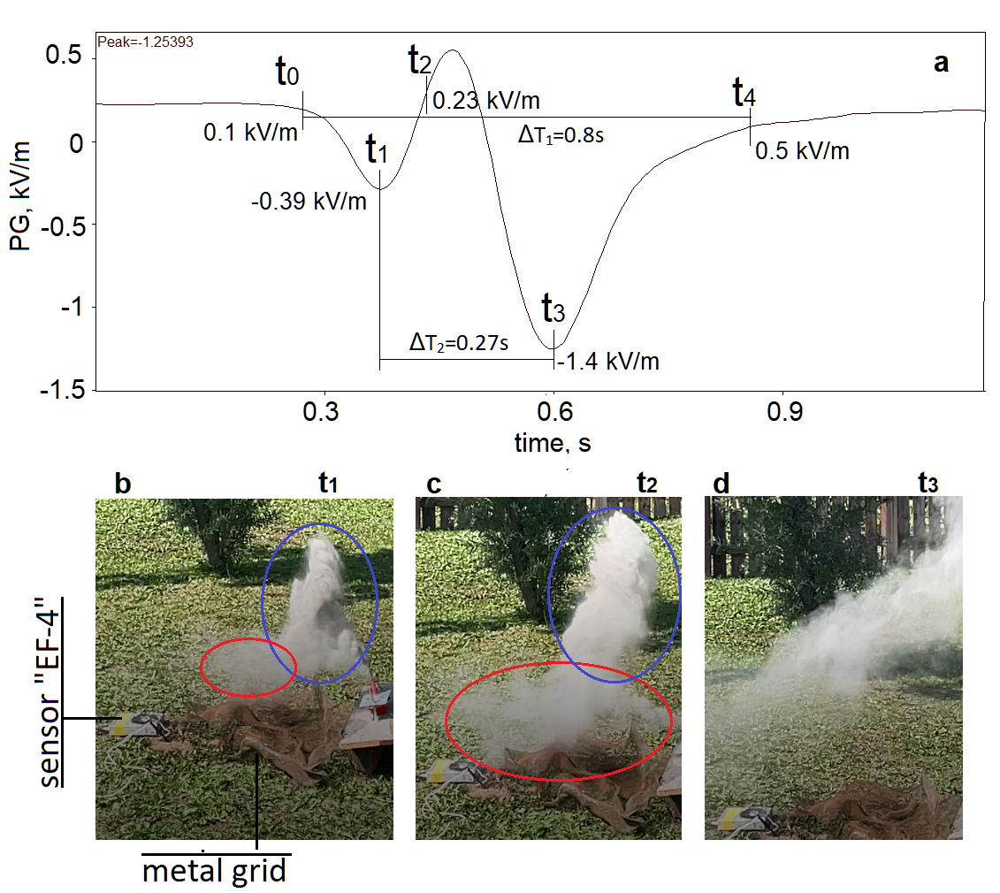 Peak=-1.25393
a
0.5
0
-0.5
-1
-1.5
PG, kV/m
t0
0.1 kV/m
t1
-0.39 kV/m
t2
0.23 kV/m
ΔT1=0.8s
t4
0.5 kV/m
t3
-1.4 kV/m
ΔT2=0.27s
0.3
0.6
0.9
time, s
b
t1
c
t2
d
t3
sensor "EF-4"
metal grid